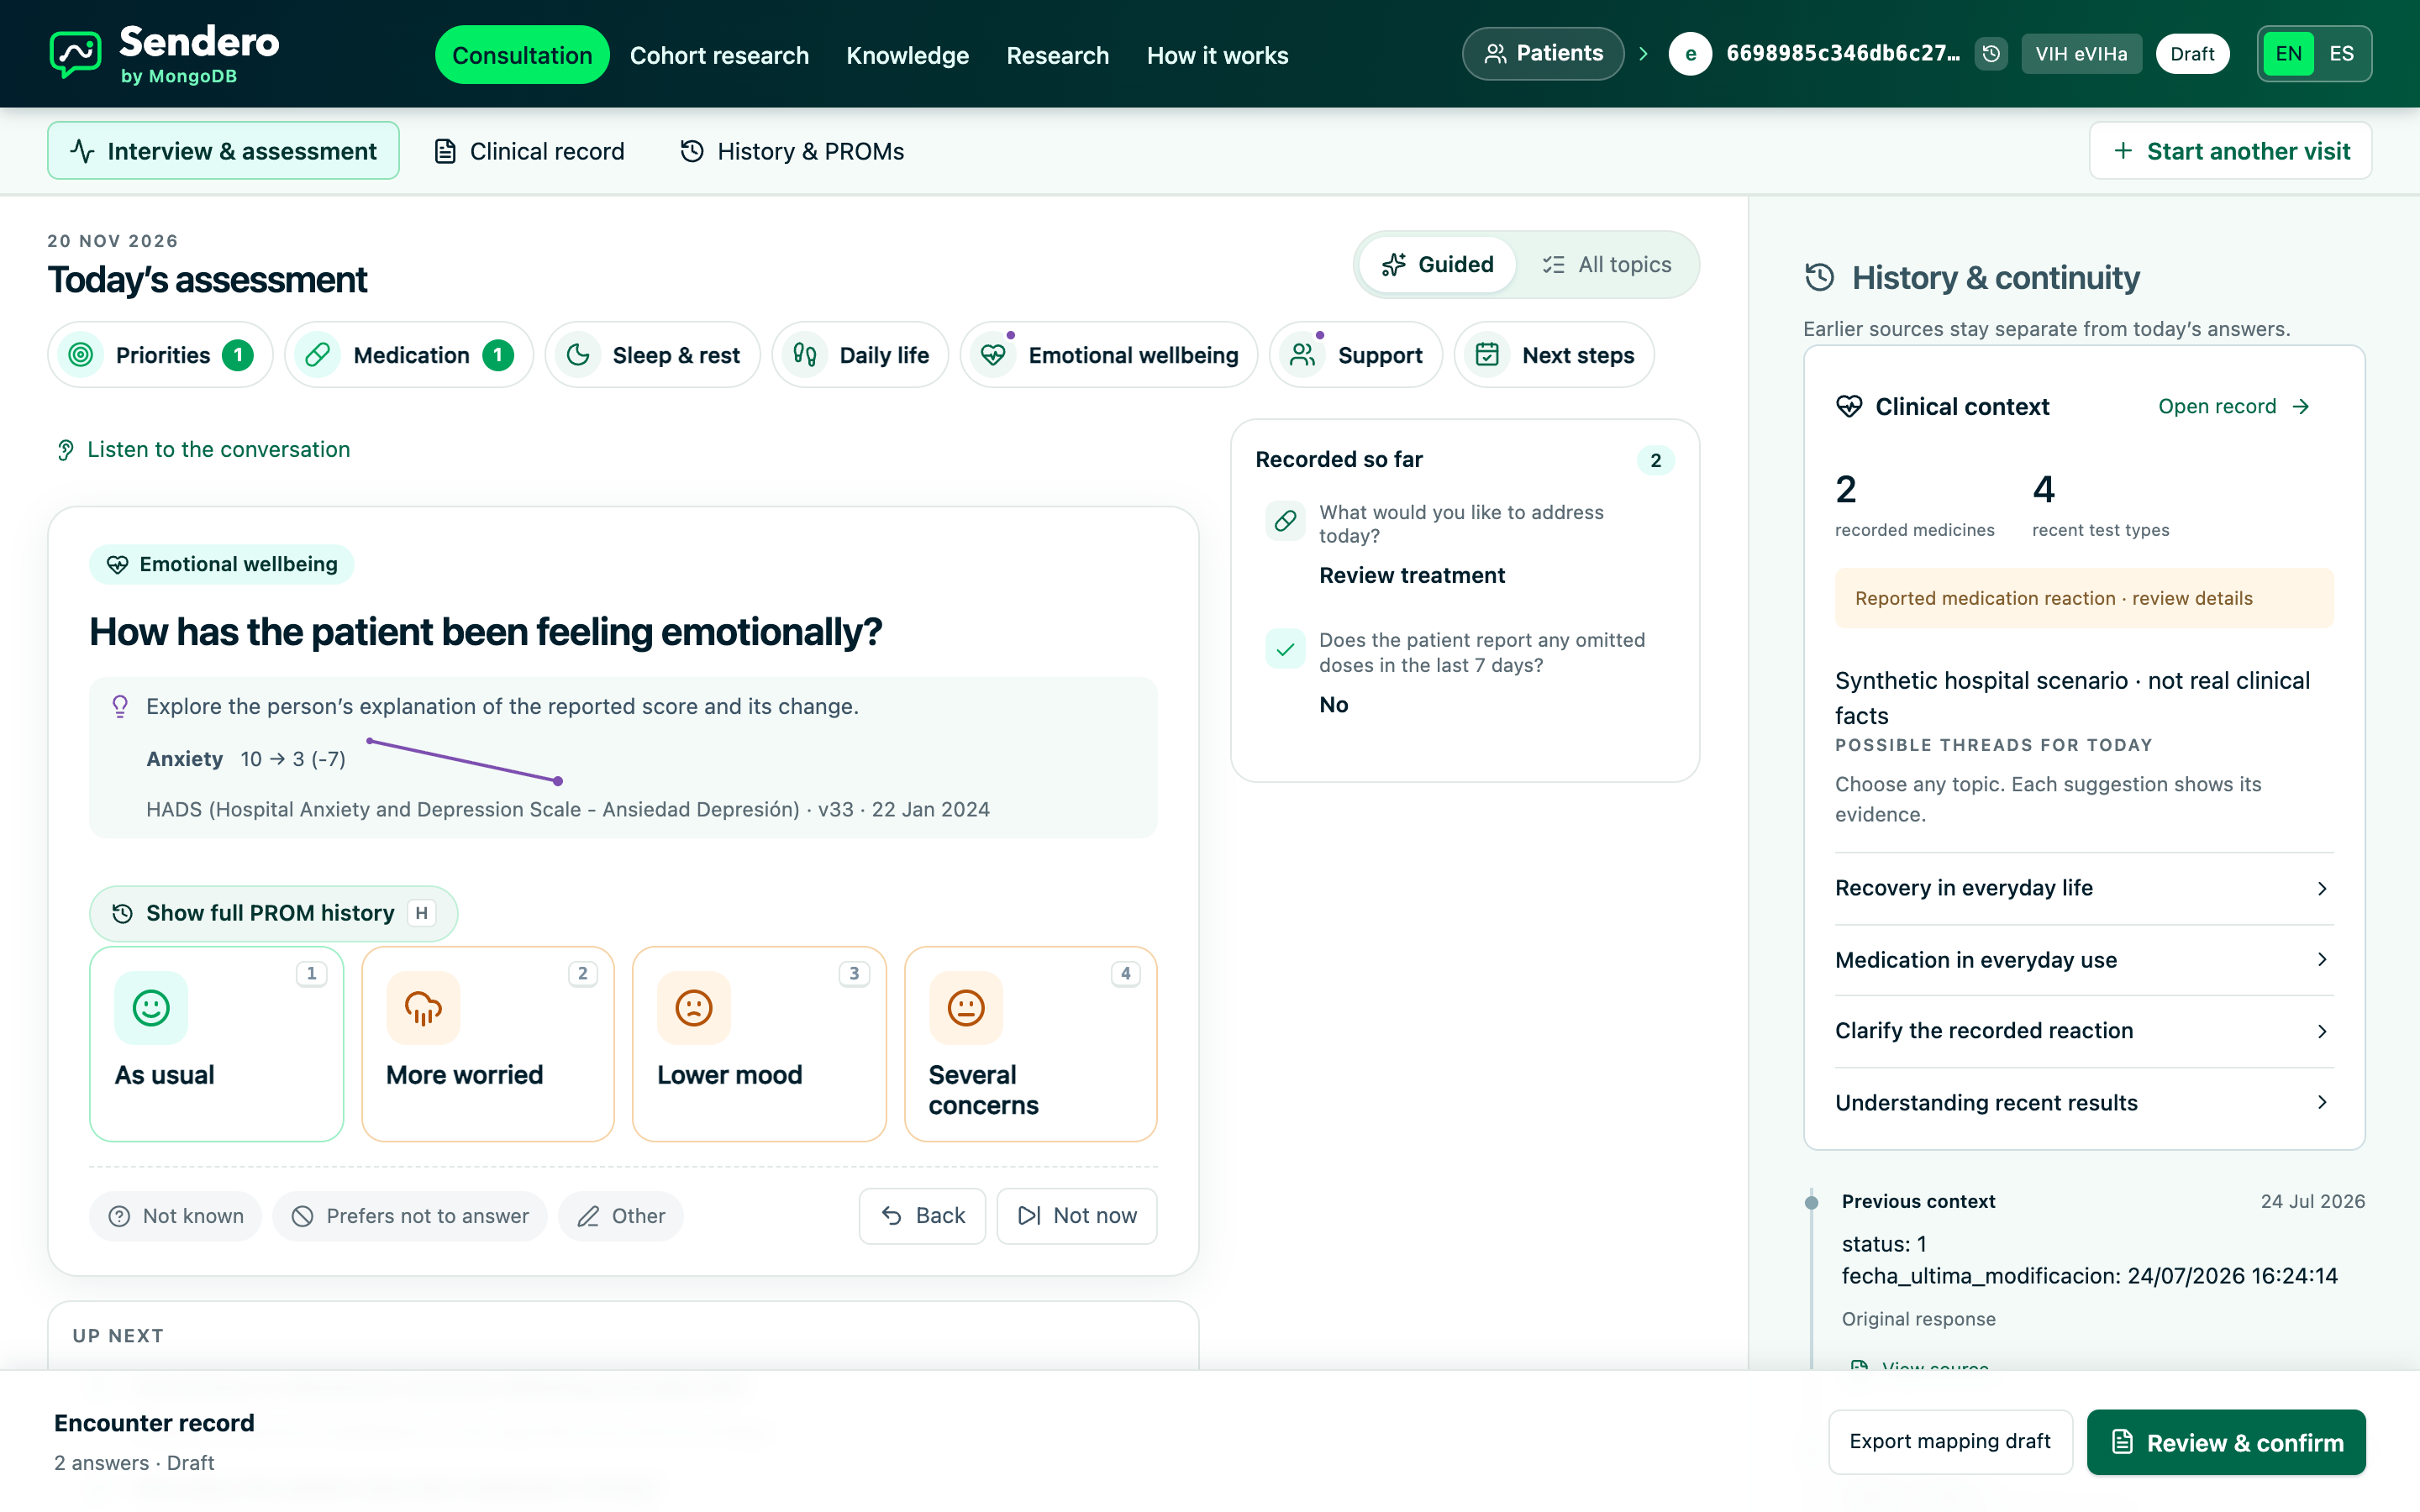 Sendero
by MongoDB
Consultation
Cohort research
Knowledge
Research
How it works
Patients
e
6698985c346db6c27…
VIH eVIHa
Draft
EN
ES
Interview & assessment
Clinical record
History & PROMs
Start another visit
20 NOV 2026
Today’s assessment
Guided
All topics
Priorities 1
Medication 1
Sleep & rest
Daily life
Emotional wellbeing
Support
Next steps
Listen to the conversation
Emotional wellbeing
How has the patient been feeling emotionally?
Explore the person’s explanation of the reported score and its change.
Anxiety 10 → 3 (-7)
HADS (Hospital Anxiety and Depression Scale - Ansiedad Depresión) · v33 · 22 Jan 2024
Show full PROM history H
1
As usual
2
More worried
3
Lower mood
4
Several
concerns
Not known
Prefers not to answer
Other
Back
Not now
UP NEXT
Recorded so far 2
What would you like to address
today?
Review treatment
Does the patient report any omitted
doses in the last 7 days?
No
History & continuity
Earlier sources stay separate from today’s answers.
Clinical context
Open record →
2
recorded medicines
4
recent test types
Reported medication reaction · review details
Synthetic hospital scenario · not real clinical
facts
POSSIBLE THREADS FOR TODAY
Choose any topic. Each suggestion shows its
evidence.
Recovery in everyday life
Medication in everyday use
Clarify the recorded reaction
Understanding recent results
Previous context
24 Jul 2026
status: 1
fecha_ultima_modificacion: 24/07/2026 16:24:14
Original response
View source
Encounter record
2 answers · Draft
Export mapping draft
Review & confirm